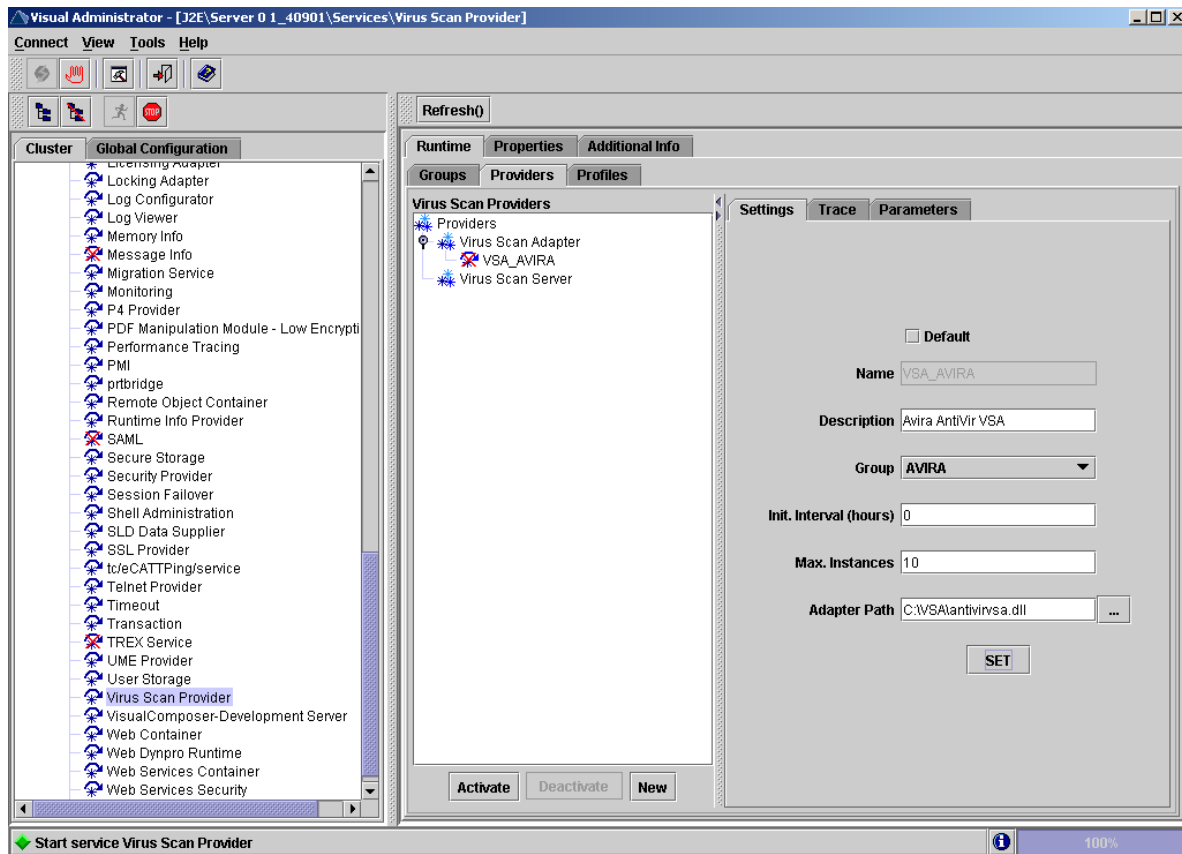 Visual Administrator - [J2E\Server 0 1_40901\Services\Virus Scan Provider]
Connect View Tools Help
STOP
Refresh()
Cluster Global Configuration
Licensing Adapter
Locking Adapter
Log Configurator
Log Viewer
Memory Info
Message Info
Migration Service
Monitoring
P4 Provider
PDF Manipulation Module - Low Encrypti
Performance Tracing
PMI
prtbridge
Remote Object Container
Runtime Info Provider
SAML
Secure Storage
Security Provider
Session Failover
Shell Administration
SLD Data Supplier
SSL Provider
tc/eCATTPing/service
Telnet Provider
Timeout
Transaction
TREX Service
UME Provider
User Storage
Virus Scan Provider
VisualComposer-Development Server
Web Container
Web Dynpro Runtime
Web Services Container
Web Services Security
Runtime Properties Additional Info
Groups Providers Profiles
Virus Scan Providers
Providers
Virus Scan Adapter
VSA_AVIRA
Virus Scan Server
Activate Deactivate New
Settings Trace Parameters
Default
Name VSA_AVIRA
Description Avira AntiVir VSA
Group AVIRA
Init. Interval (hours) 0
Max. Instances 10
Adapter Path C:\VSA\antivirvsa.dll ...
SET
Start service Virus Scan Provider 100%